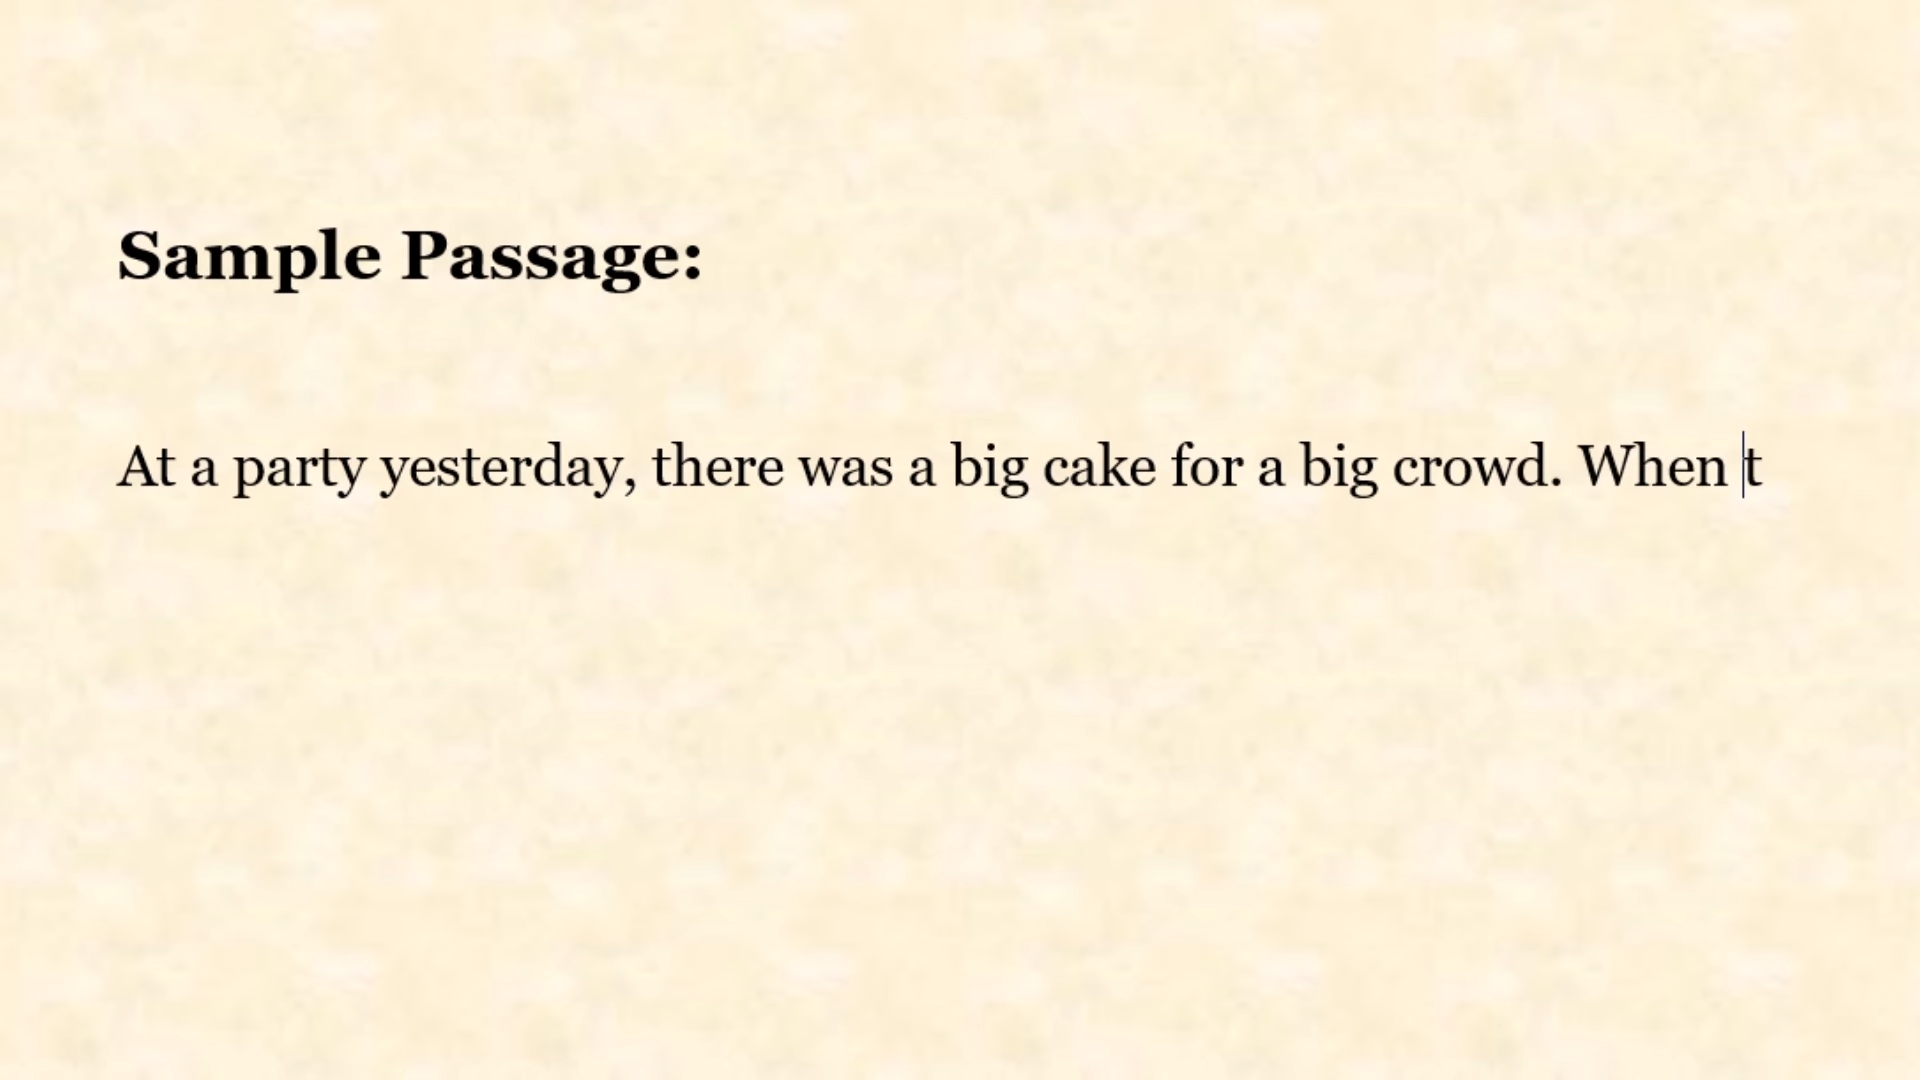 Sample Passage:
At a party yesterday, there was a big cake for a big crowd. When t